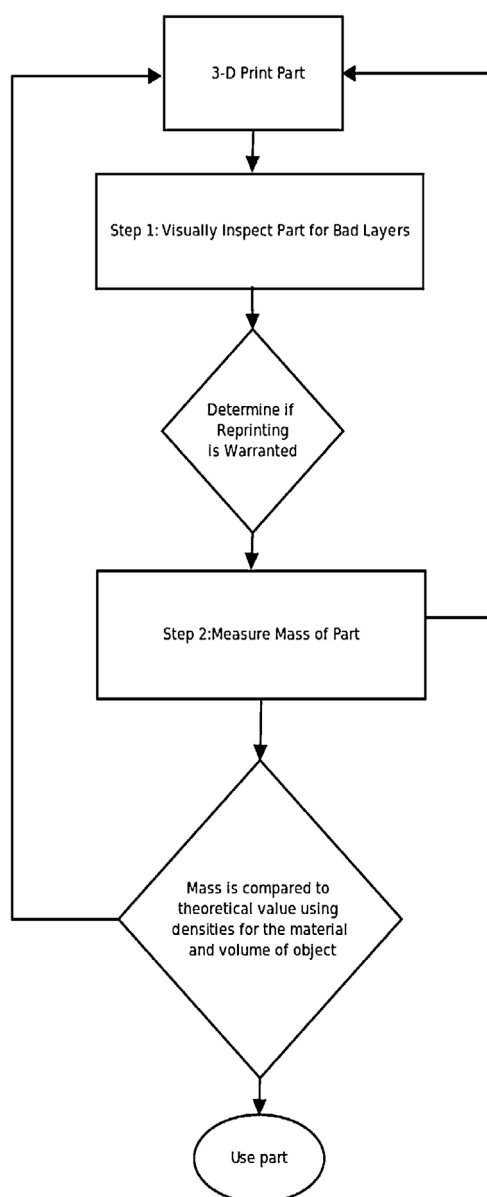 3-D Print Part
Step 1: Visually Inspect Part for Bad Layers
Determine if
Reprinting
is Warranted
Step 2:Measure Mass of Part
Mass is compared to
theoretical value using
densities for the material
and volume of object
Use part